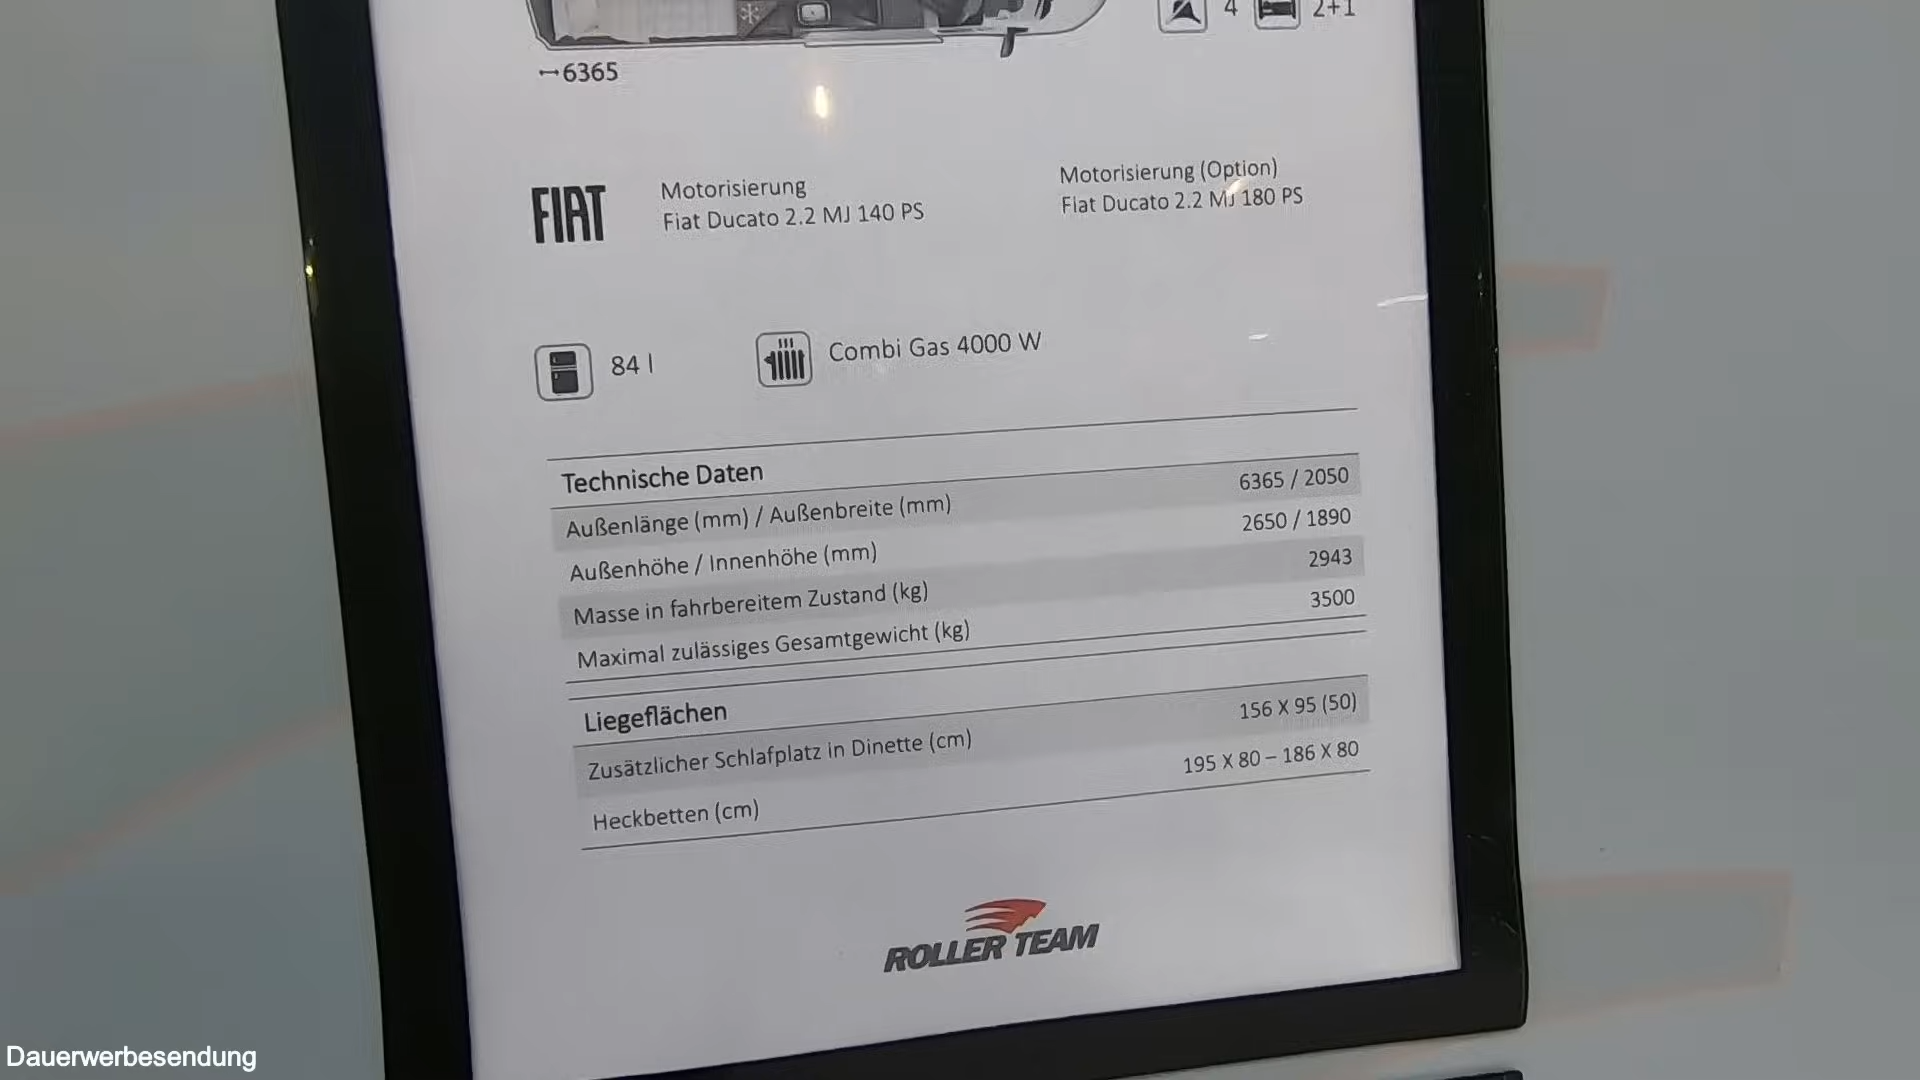 4 2+1
6365
FIAT
Motorisierung
Fiat Ducato 2.2 MJ 140 PS
Motorisierung (Option)
Fiat Ducato 2.2 MJ 180 PS
84 l
Combi Gas 4000 W
Technische Daten
Außenlänge (mm) / Außenbreite (mm) 6365 / 2050
Außenhöhe / Innenhöhe (mm) 2650 / 1890
Masse in fahrbereitem Zustand (kg) 2943
Maximal zulässiges Gesamtgewicht (kg) 3500
Liegeflächen
Zusätzlicher Schlafplatz in Dinette (cm) 156 X 95 (50)
Heckbetten (cm) 195 X 80 – 186 X 80
ROLLER TEAM
Dauerwerbesendung